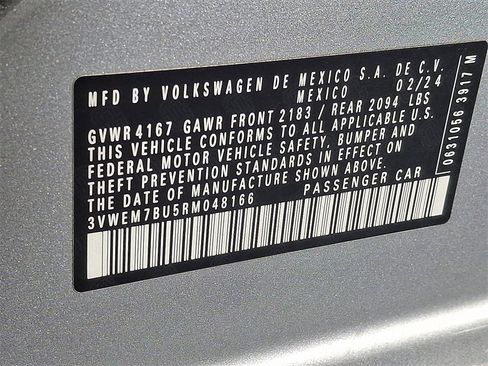 MFD BY VOLKSWAGEN DE MEXICO S.A. DE C.V.
MEXICO 02/24
GVWR 4167 GAWR FRONT 2183 / REAR 2094 LBS
THIS VEHICLE CONFORMS TO ALL APPLICABLE U.S.
FEDERAL MOTOR VEHICLE SAFETY, BUMPER AND
THEFT PREVENTION STANDARDS IN EFFECT ON
THE DATE OF MANUFACTURE SHOWN ABOVE.
3VWEM7BU5RM048166 PASSENGER CAR
0631056 3917 M